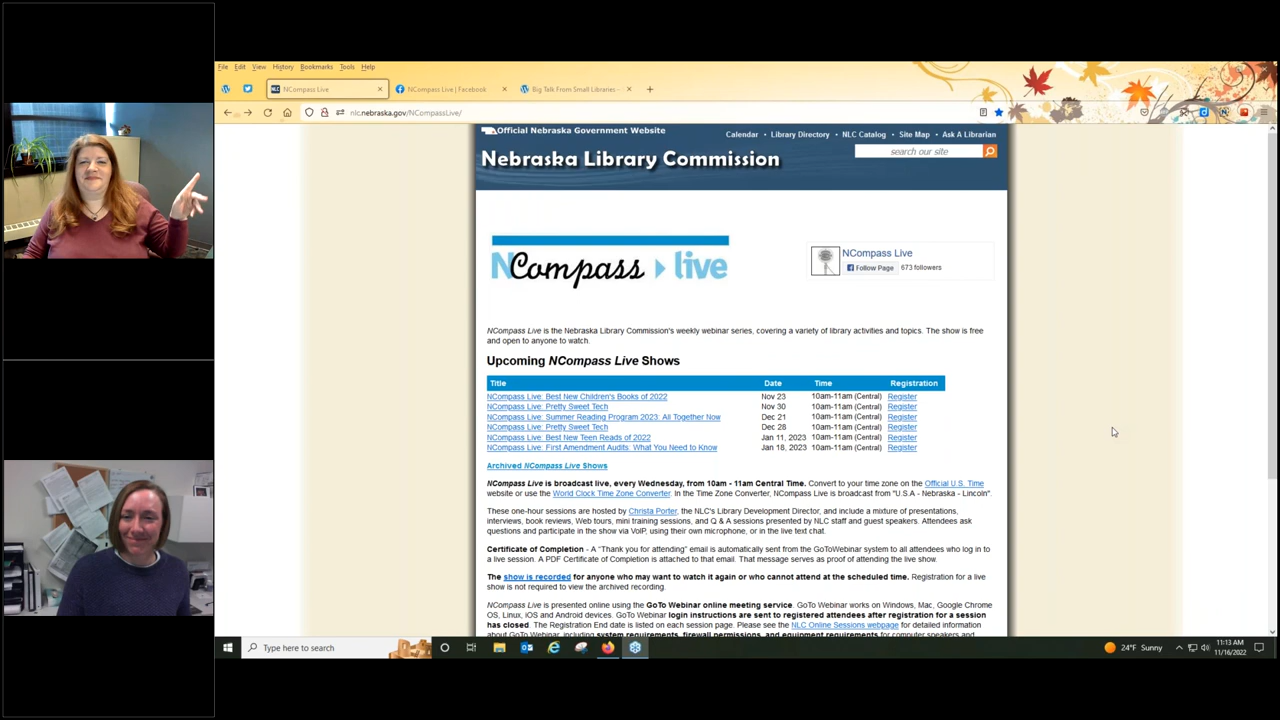 File Edit View History Bookmarks Tools Help
NCompass Live
NCompass Live | Facebook
Big Talk From Small Libraries –
nlc.nebraska.gov/NCompassLive/
Official Nebraska Government Website
Calendar • Library Directory • NLC Catalog • Site Map • Ask A Librarian
Nebraska Library Commission
search our site
NCompass live
NCompass Live
Follow Page 673 followers
NCompass Live is the Nebraska Library Commission's weekly webinar series, covering a variety of library activities and topics. The show is free
and open to anyone to watch.
Upcoming NCompass Live Shows
Title Date Time Registration
NCompass Live: Best New Children's Books of 2022 Nov 23 10am-11am (Central) Register
NCompass Live: Pretty Sweet Tech Nov 30 10am-11am (Central) Register
NCompass Live: Summer Reading Program 2023: All Together Now Dec 21 10am-11am (Central) Register
NCompass Live: Pretty Sweet Tech Dec 28 10am-11am (Central) Register
NCompass Live: Best New Teen Reads of 2022 Jan 11, 2023 10am-11am (Central) Register
NCompass Live: First Amendment Audits: What You Need to Know Jan 18, 2023 10am-11am (Central) Register
Archived NCompass Live Shows
NCompass Live is broadcast live, every Wednesday, from 10am - 11am Central Time. Convert to your time zone on the Official U.S. Time
website or use the World Clock Time Zone Converter. In the Time Zone Converter, NCompass Live is broadcast from "U.S.A - Nebraska - Lincoln".
These one-hour sessions are hosted by Christa Porter, the NLC's Library Development Director, and include a mixture of presentations,
interviews, book reviews, Web tours, mini training sessions, and Q & A sessions presented by NLC staff and guest speakers. Attendees ask
questions and participate in the show via VoIP, using their own microphone, or in the live text chat.
Certificate of Completion - A "Thank you for attending" email is automatically sent from the GoToWebinar system to all attendees who log in to
a live session. A PDF Certificate of Completion is attached to that email. That message serves as proof of attending the live show.
The show is recorded for anyone who may want to watch it again or who cannot attend at the scheduled time. Registration for a live
show is not required to view the archived recording.
NCompass Live is presented online using the GoTo Webinar online meeting service. GoTo Webinar works on Windows, Mac, Google Chrome
OS, Linux, iOS and Android devices. GoTo Webinar login instructions are sent to registered attendees after registration for a session
has closed. The Registration End date is listed on each session page. Please see the NLC Online Sessions webpage for detailed information
about GoTo Webinar, including system requirements, firewall permissions, and equipment requirements for computer speakers and
Type here to search
24°F Sunny
11:13 AM
11/16/2022